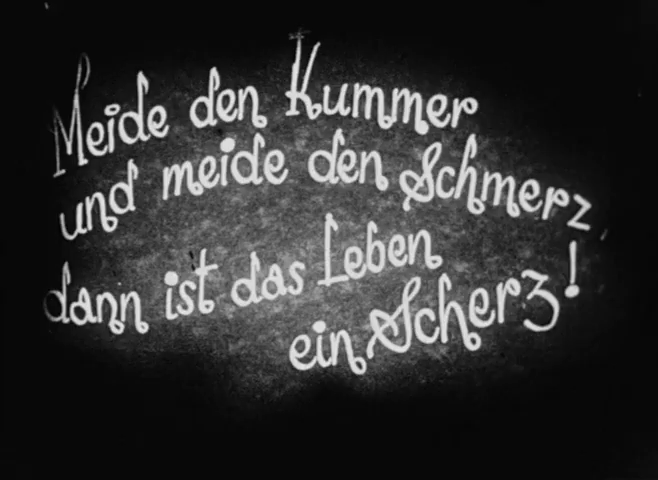 Meide den Kummer
und meide den Schmerz,
dann ist das Leben
ein Scherz!